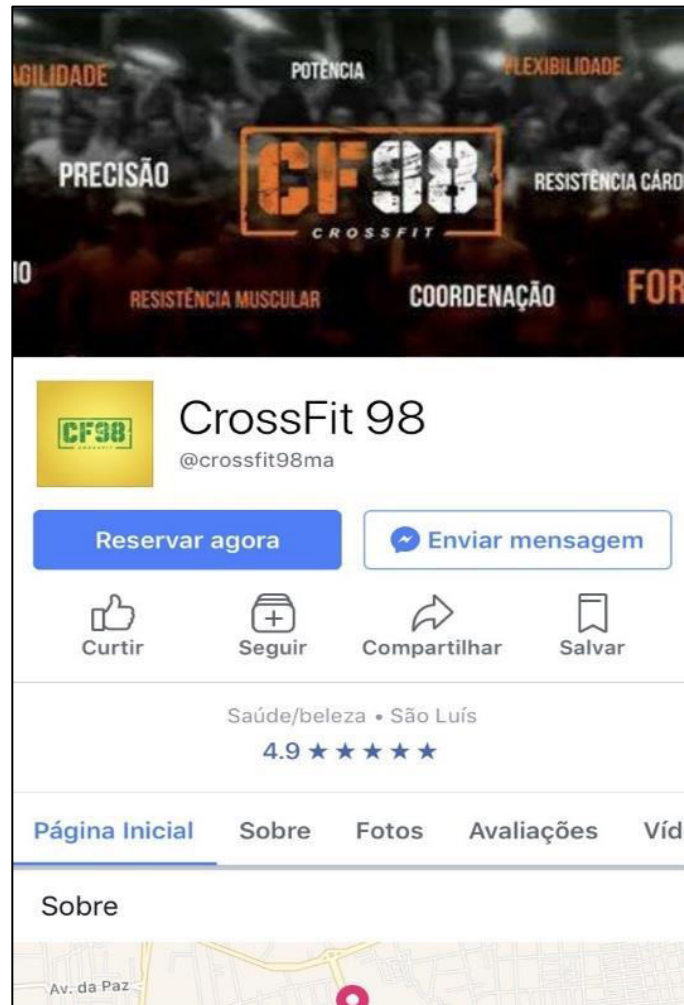 AGILIDADE POTÊNCIA FLEXIBILIDADE
PRECISÃO CF98 RESISTÊNCIA CÁRDI
CROSSFIT
IO RESISTÊNCIA MUSCULAR COORDENAÇÃO FOR
CF98
CrossFit 98
@crossfit98ma
Reservar agora Enviar mensagem
Curtir Seguir Compartilhar Salvar
Saúde/beleza • São Luís
4.9 ★★★★★
Página Inicial Sobre Fotos Avaliações Víd
Sobre
Av. da Paz